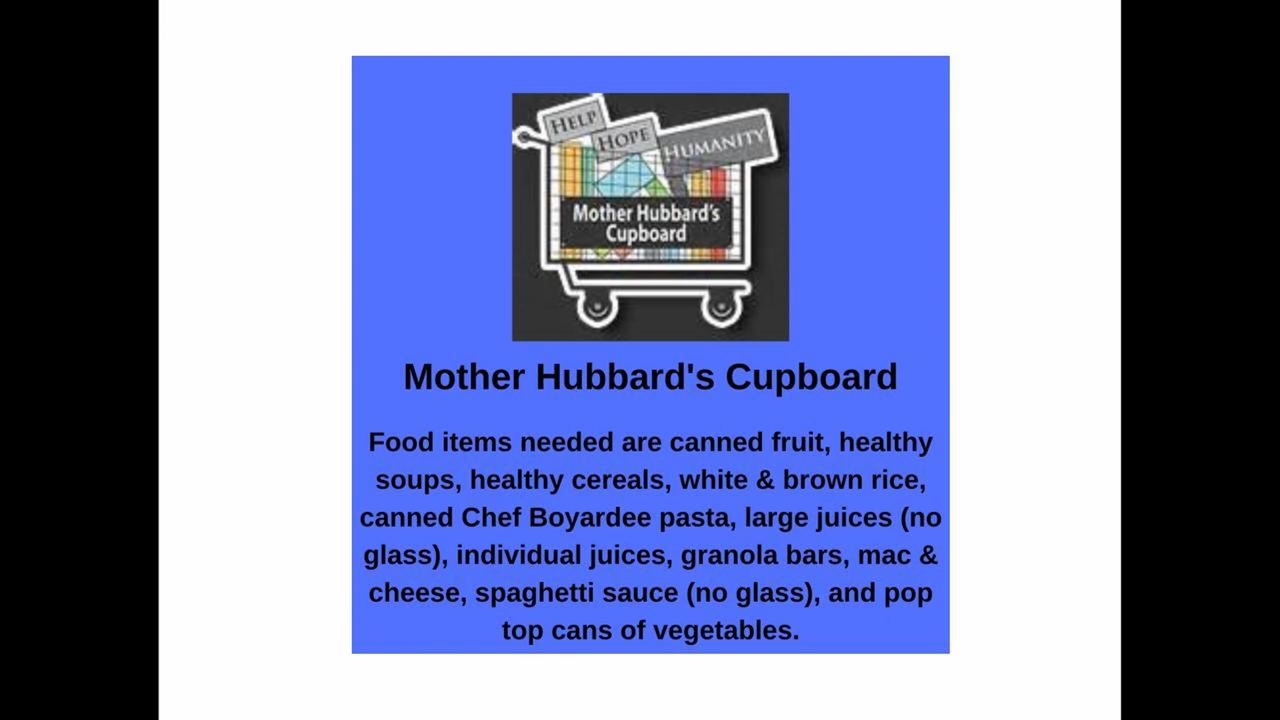 HELP
HOPE
HUMANITY
Mother Hubbard's
Cupboard
Mother Hubbard's Cupboard
Food items needed are canned fruit, healthy
soups, healthy cereals, white & brown rice,
canned Chef Boyardee pasta, large juices (no
glass), individual juices, granola bars, mac &
cheese, spaghetti sauce (no glass), and pop
top cans of vegetables.